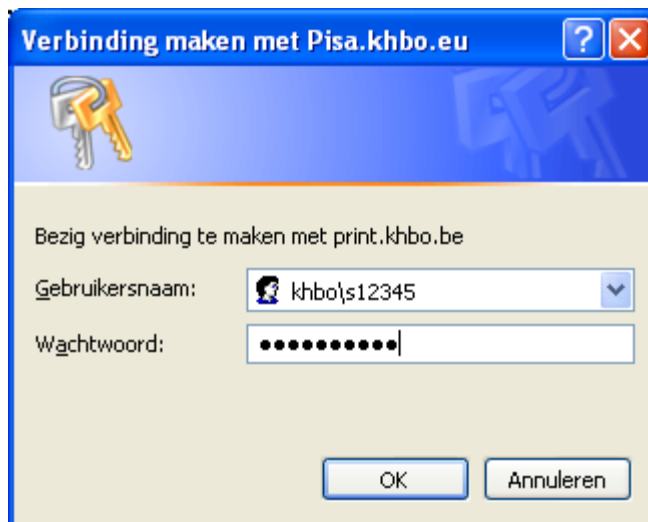 Verbinding maken met Pisa.khbo.eu
Bezig verbinding te maken met print.khbo.be
Gebruikersnaam: khbo\s12345
Wachtwoord: ●●●●●●●●●●
OK Annuleren